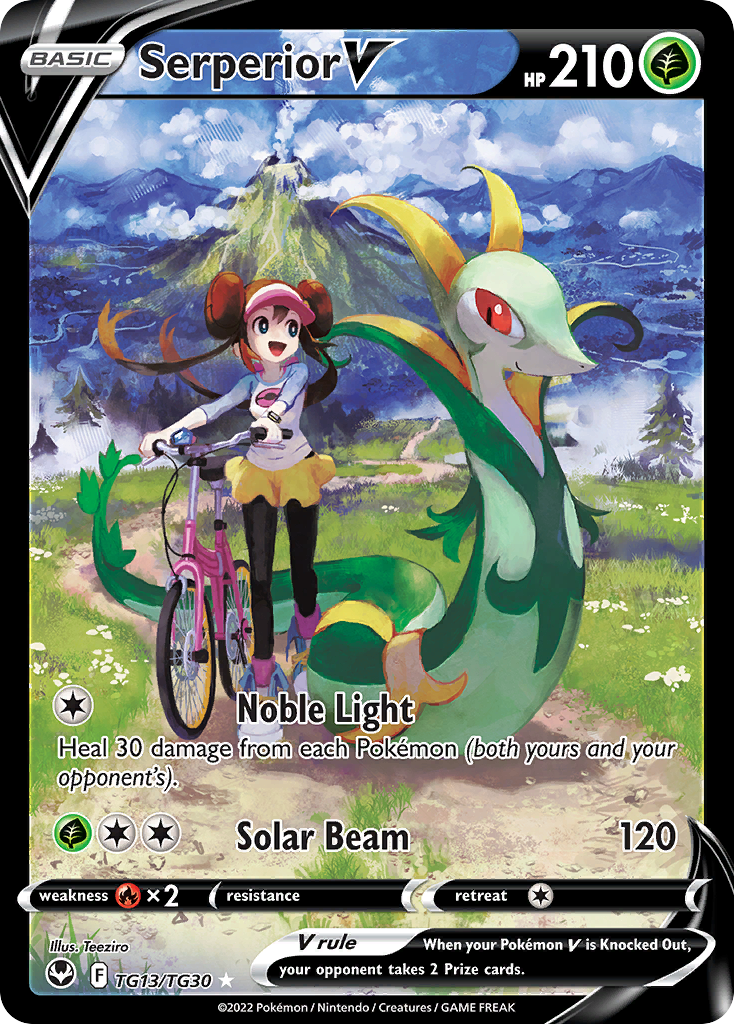 BASIC
Serperior V
HP 210
Noble Light
Heal 30 damage from each Pokémon (both yours and your
opponent's).
Solar Beam 120
weakness ×2 resistance retreat
Illus. Teeziro
V rule When your Pokémon V is Knocked Out,
your opponent takes 2 Prize cards.
F TG13/TG30
©2022 Pokémon / Nintendo / Creatures / GAME FREAK